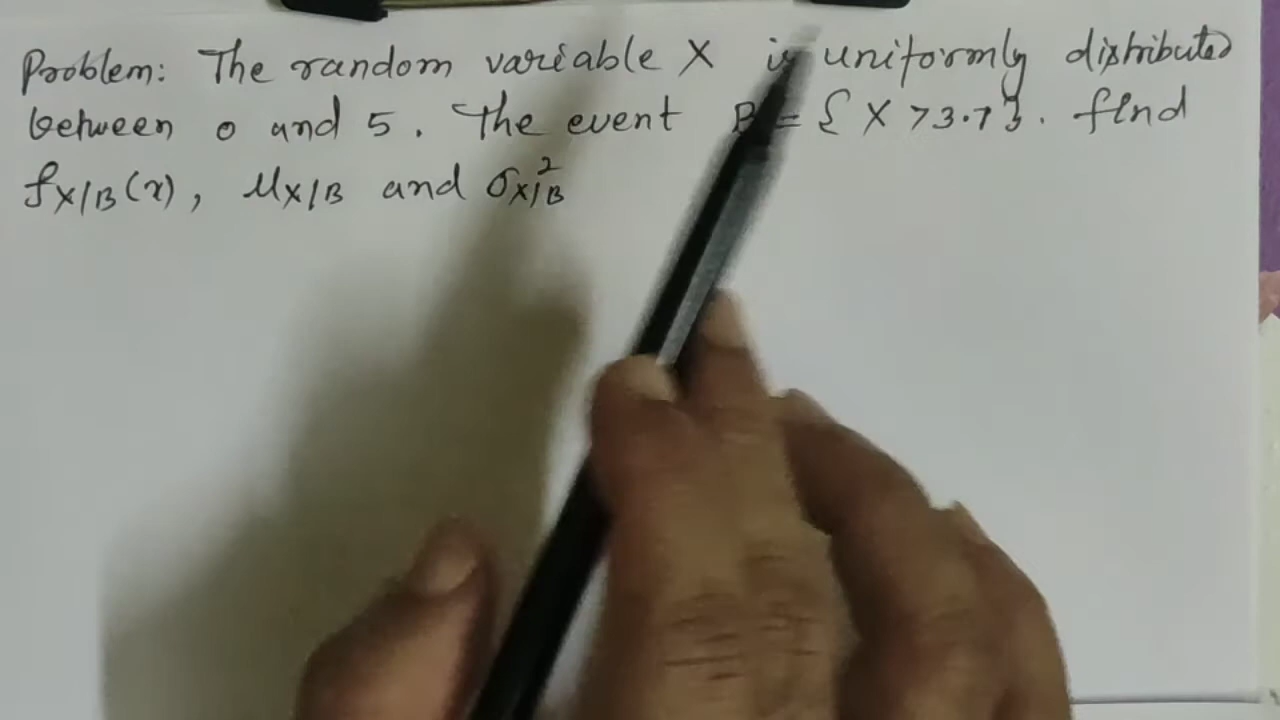 Problem: The random variable X is uniformly distributed
between 0 and 5. The event B = { X > 3.7 }. find
fX/B(x), μX/B and σ²X/B